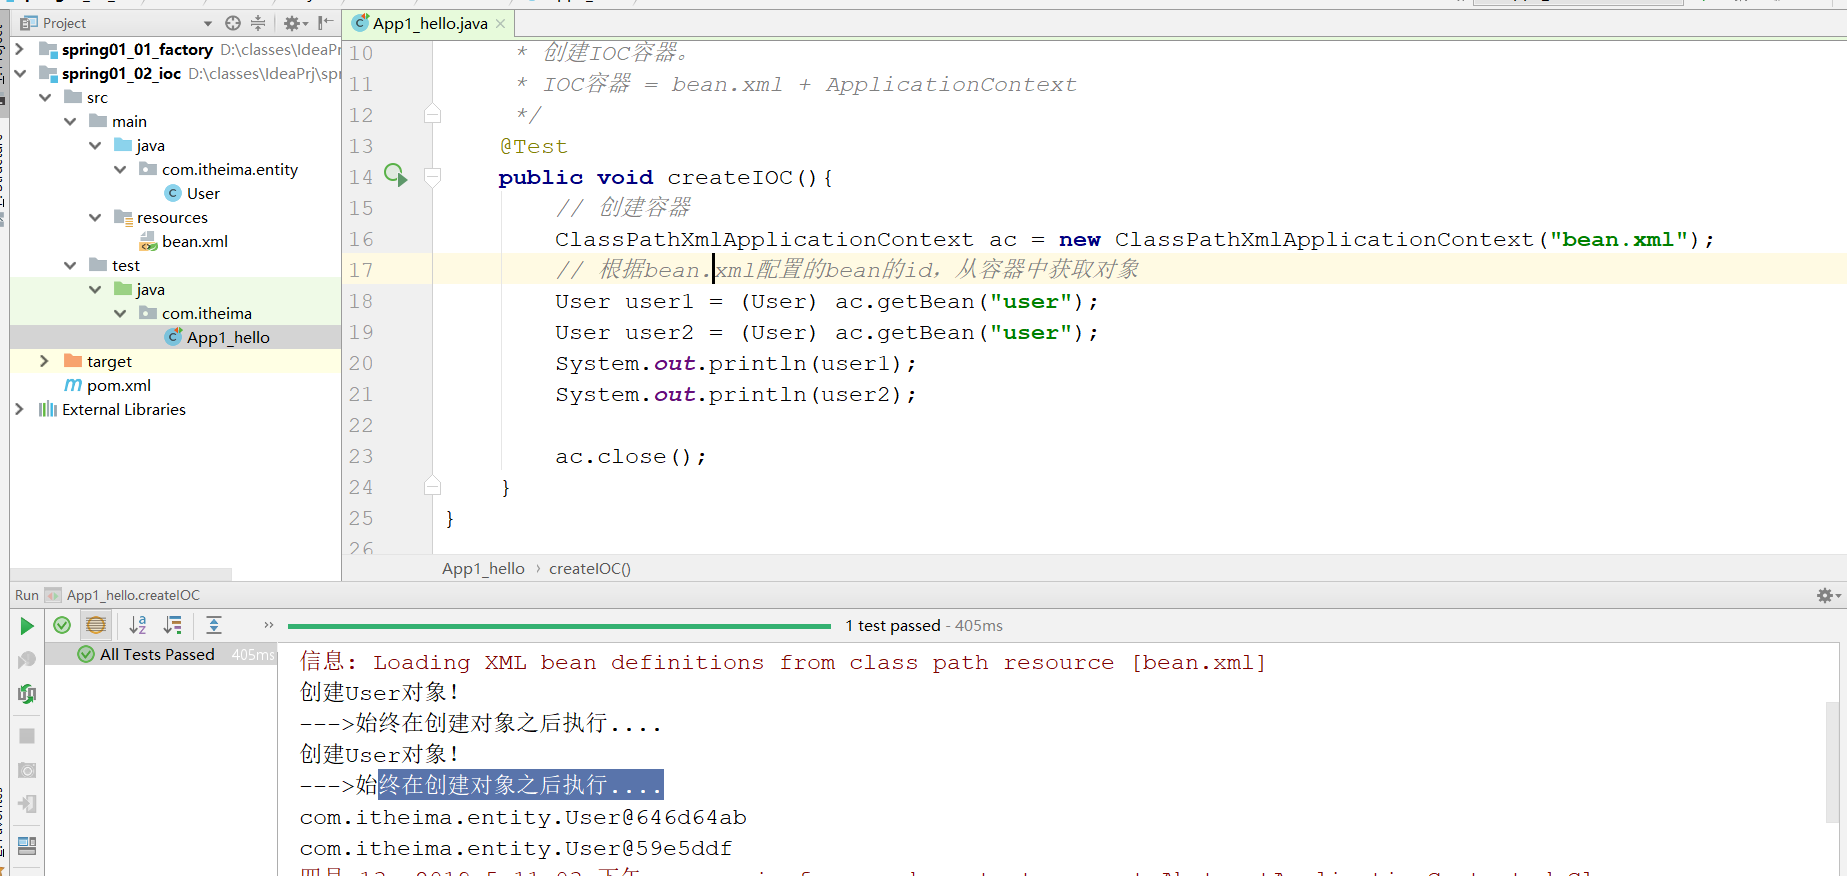 Project
App1_hello.java
spring01_01_factory D:\classes\IdeaPr
spring01_02_ioc D:\classes\IdeaPrj\spr
src
main
java
com.itheima.entity
User
resources
bean.xml
test
java
com.itheima
App1_hello
target
pom.xml
External Libraries
10 * 创建IOC容器。
11 * IOC容器 = bean.xml + ApplicationContext
12 */
13 @Test
14 public void createIOC(){
15 // 创建容器
16 ClassPathXmlApplicationContext ac = new ClassPathXmlApplicationContext("bean.xml");
17 // 根据bean.xml配置的bean的id，从容器中获取对象
18 User user1 = (User) ac.getBean("user");
19 User user2 = (User) ac.getBean("user");
20 System.out.println(user1);
21 System.out.println(user2);
22
23 ac.close();
24 }
25 }
26
App1_hello › createIOC()
Run App1_hello.createIOC
1 test passed - 405ms
All Tests Passed 405ms
信息: Loading XML bean definitions from class path resource [bean.xml]
创建User对象！
--->始终在创建对象之后执行....
创建User对象！
--->始终在创建对象之后执行....
com.itheima.entity.User@646d64ab
com.itheima.entity.User@59e5ddf